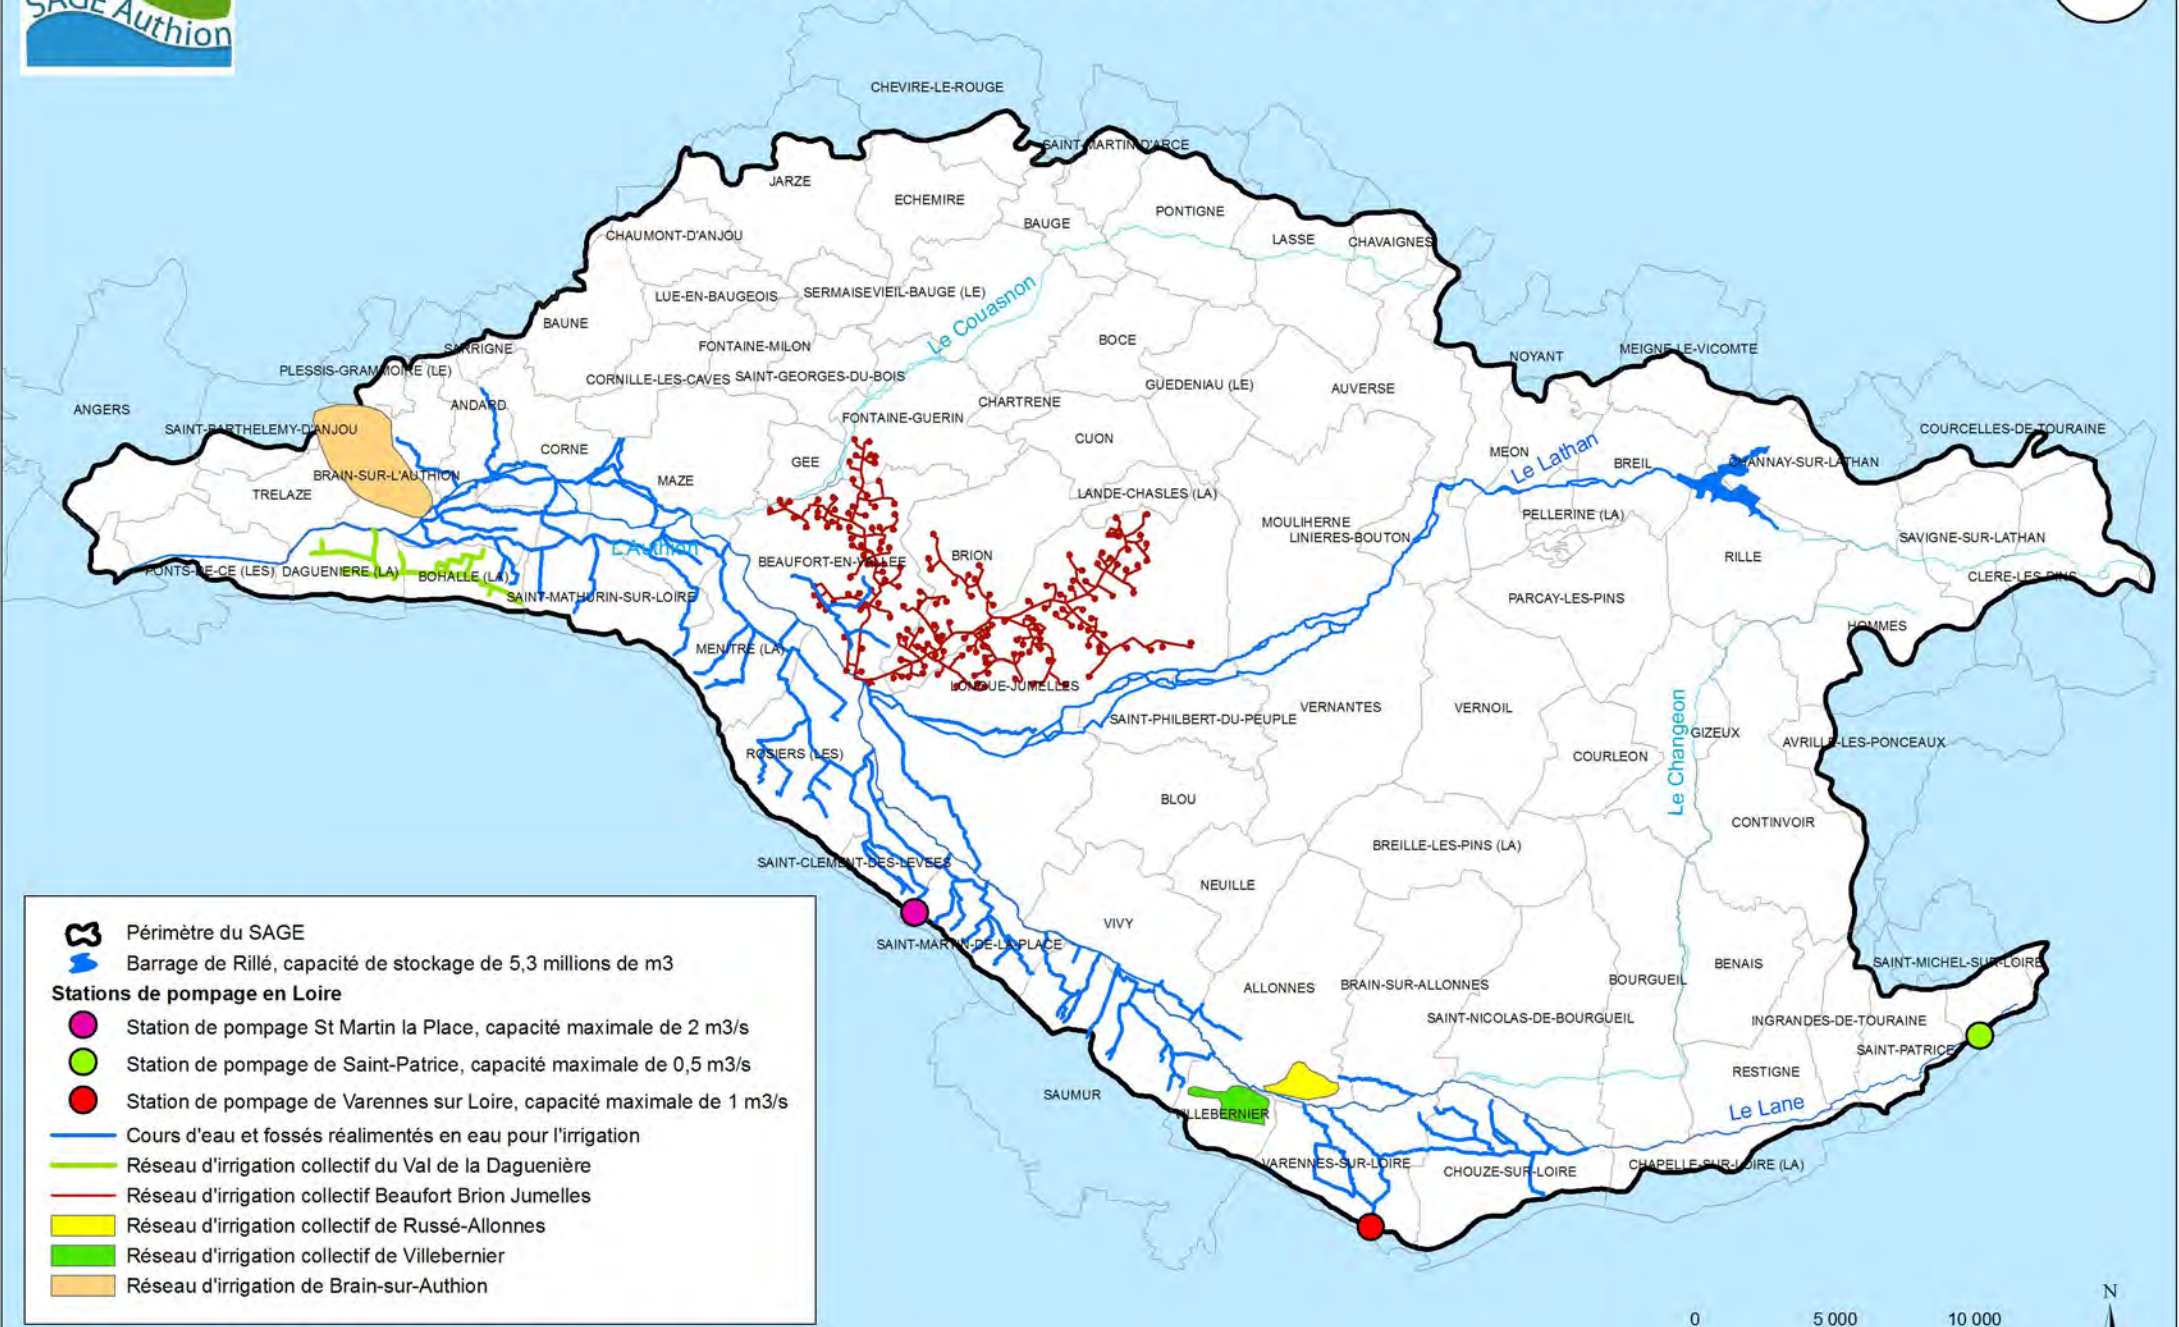 SAGE Authion
CHEVIRE-LE-ROUGE
SAINT-MARTIN-D'ARCE
JARZE
ECHEMIRE
PONTIGNE
BAUGE
CHAUMONT-D'ANJOU
LASSE
CHAVAIGNES
LUE-EN-BAUGEOIS
SERMAISE
VIEIL-BAUGE (LE)
Le Couasnon
BAUNE
BOCE
SARRIGNE
FONTAINE-MILON
NOYANT
MEIGNE-LE-VICOMTE
PLESSIS-GRAMMOIRE (LE)
CORNILLE-LES-CAVES
SAINT-GEORGES-DU-BOIS
GUEDENIAU (LE)
AUVERSE
ANGERS
ANDARD
CHARTRENE
FONTAINE-GUERIN
SAINT-BARTHELEMY-D'ANJOU
CUON
COURCELLES-DE-TOURAINE
CORNE
GEE
MEON
Le Lathan
BREIL
CHANNAY-SUR-LATHAN
BRAIN-SUR-L'AUTHION
MAZE
TRELAZE
LANDE-CHASLES (LA)
PELLERINE (LA)
MOULIHERNE
LINIERES-BOUTON
SAVIGNE-SUR-LATHAN
L'Authion
BEAUFORT-EN-VALLEE
BRION
RILLE
PONTS-DE-CE (LES)
DAGUENIERE (LA)
BOHALLE (LA)
CLERE-LES-PINS
SAINT-MATHURIN-SUR-LOIRE
PARCAY-LES-PINS
HOMMES
MENITRE (LA)
LONGUE-JUMELLES
SAINT-PHILBERT-DU-PEUPLE
VERNANTES
VERNOIL
Le Changeon
GIZEUX
AVRILLE-LES-PONCEAUX
ROSIERS (LES)
COURLEON
BLOU
CONTINVOIR
BREILLE-LES-PINS (LA)
SAINT-CLEMENT-DES-LEVEES
NEUILLE
VIVY
SAINT-MARTIN-DE-LA-PLACE
BENAIS
SAINT-MICHEL-SUR-LOIRE
BOURGUEIL
ALLONNES
BRAIN-SUR-ALLONNES
SAINT-NICOLAS-DE-BOURGUEIL
INGRANDES-DE-TOURAINE
SAINT-PATRICE
RESTIGNE
SAUMUR
Le Lane
VILLEBERNIER
VARENNES-SUR-LOIRE
CHOUZE-SUR-LOIRE
CHAPELLE-SUR-LOIRE (LA)
Périmètre du SAGE
Barrage de Rillé, capacité de stockage de 5,3 millions de m3
Stations de pompage en Loire
Station de pompage St Martin la Place, capacité maximale de 2 m3/s
Station de pompage de Saint-Patrice, capacité maximale de 0,5 m3/s
Station de pompage de Varennes sur Loire, capacité maximale de 1 m3/s
Cours d'eau et fossés réalimentés en eau pour l'irrigation
Réseau d'irrigation collectif du Val de la Daguenière
Réseau d'irrigation collectif Beaufort Brion Jumelles
Réseau d'irrigation collectif de Russé-Allonnes
Réseau d'irrigation collectif de Villebernier
Réseau d'irrigation de Brain-sur-Authion
N
0 5 000 10 000